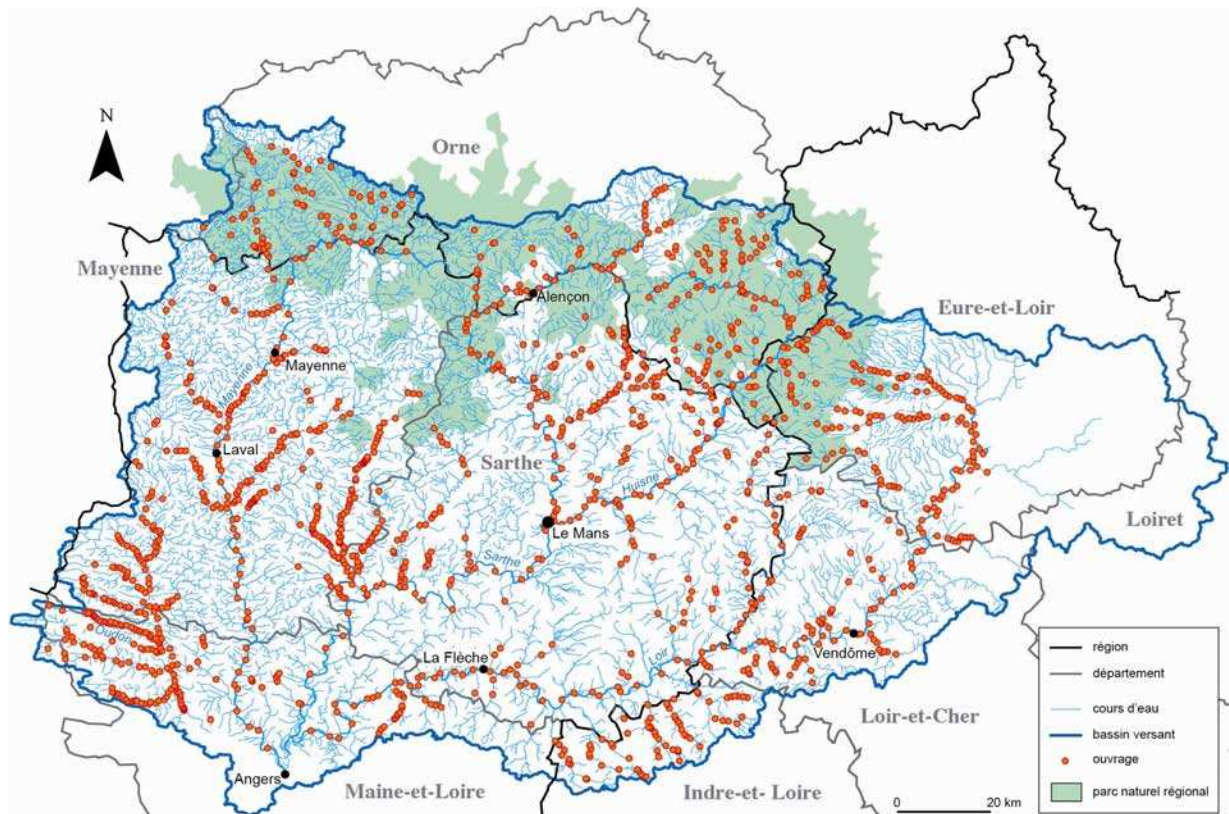 N
Orne
Mayenne
Eure-et-Loir
Alençon
Mayenne
Mayenne
Laval
Sarthe
Huisne
Loiret
Le Mans
Sarthe
Oudon
La Flèche
Loir
Vendôme
Loir-et-Cher
Angers
Maine-et-Loire
Indre-et- Loire
0 20 km
région
département
cours d'eau
bassin versant
ouvrage
parc naturel régional